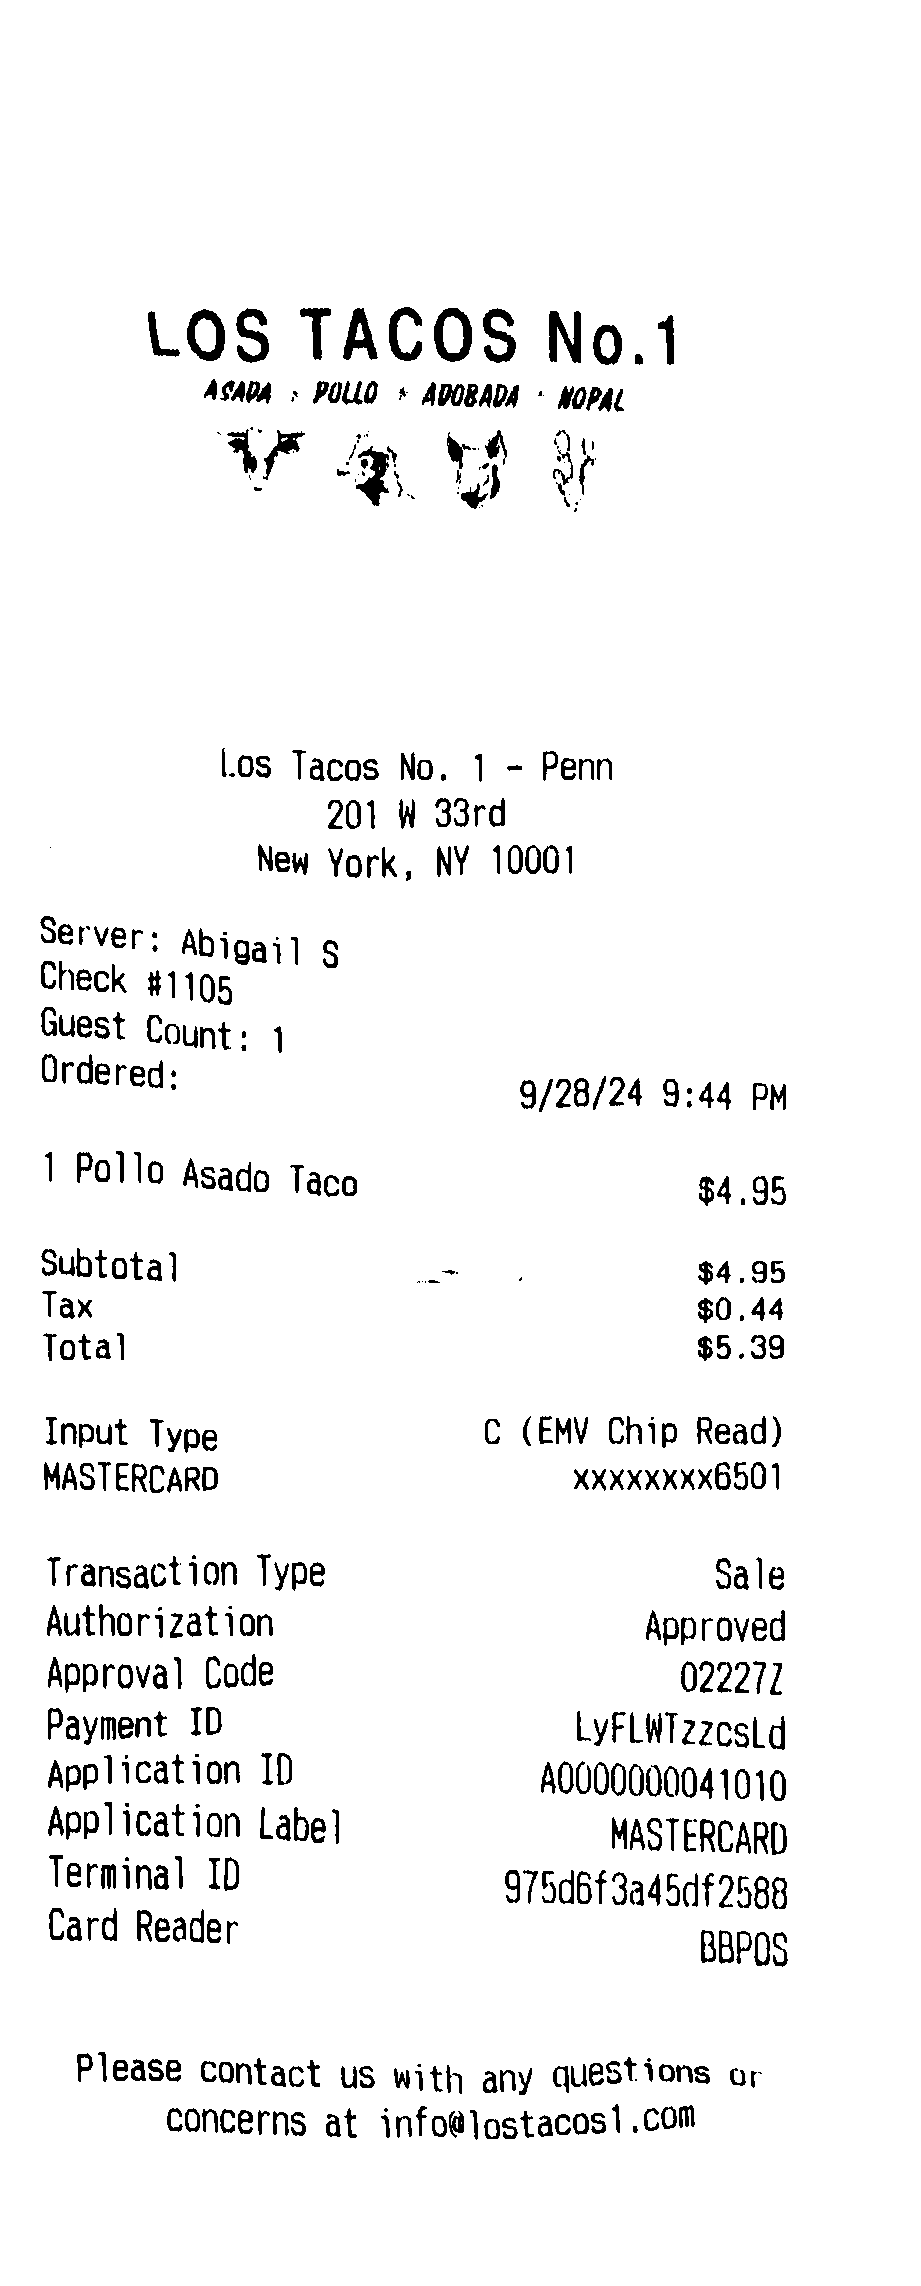 LOS TACOS No.1
ASADA · POLLO * ADOBADA · NOPAL
Los Tacos No. 1 - Penn
201 W 33rd
New York, NY 10001
Server: Abigail S
Check #1105
Guest Count: 1
Ordered: 9/28/24 9:44 PM
1 Pollo Asado Taco $4.95
Subtotal $4.95
Tax $0.44
Total $5.39
Input Type C (EMV Chip Read)
MASTERCARD xxxxxxxx6501
Transaction Type Sale
Authorization Approved
Approval Code 02227Z
Payment ID LyFLWTzzcsLd
Application ID A0000000041010
Application Label MASTERCARD
Terminal ID 975d6f3a45df2588
Card Reader BBPOS
Please contact us with any questions or
concerns at info@lostacos1.com